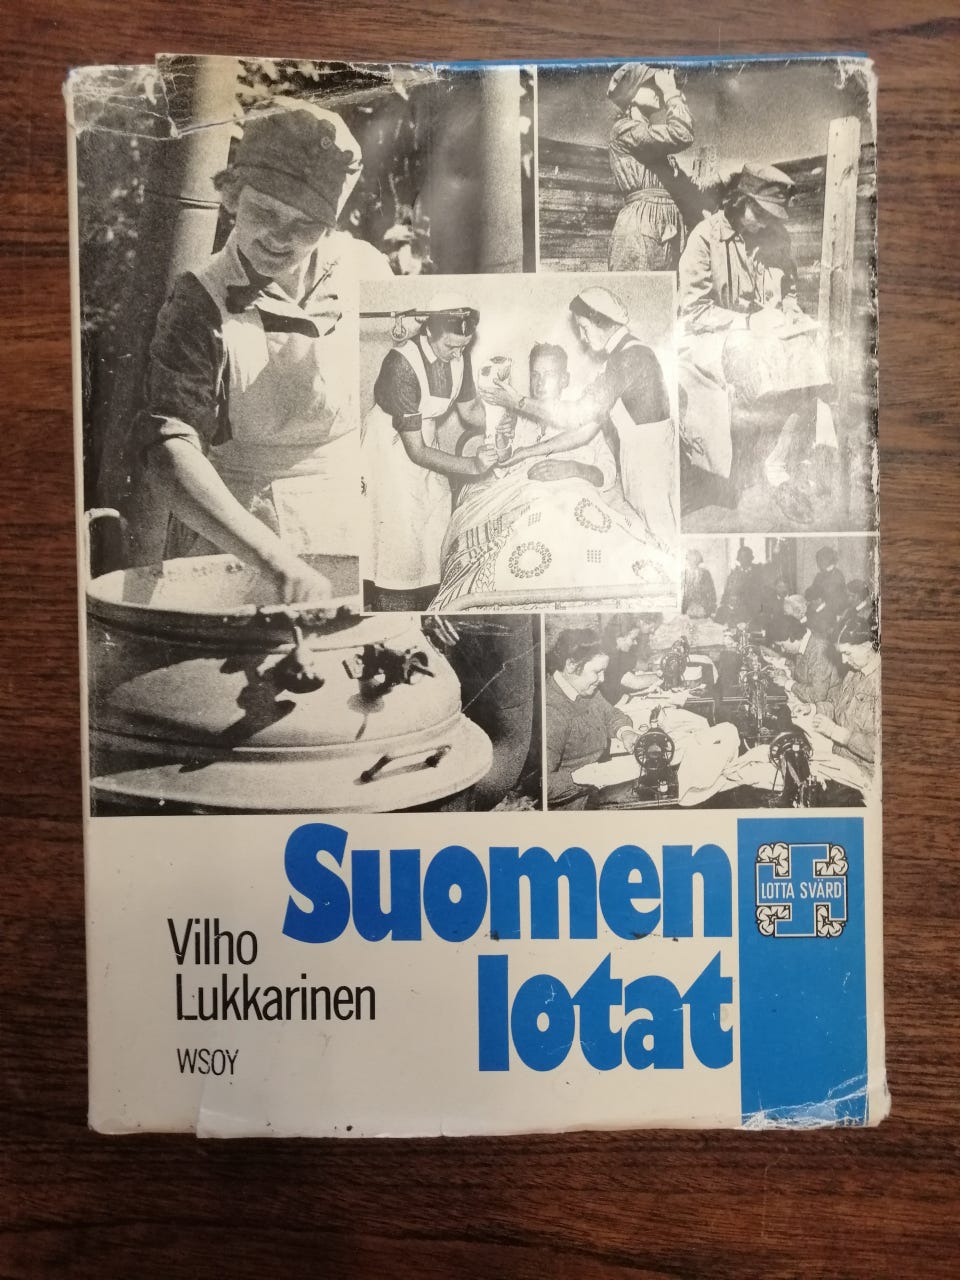 Suomen
lotat
Vilho
Lukkarinen
WSOY
LOTTA SVÄRD